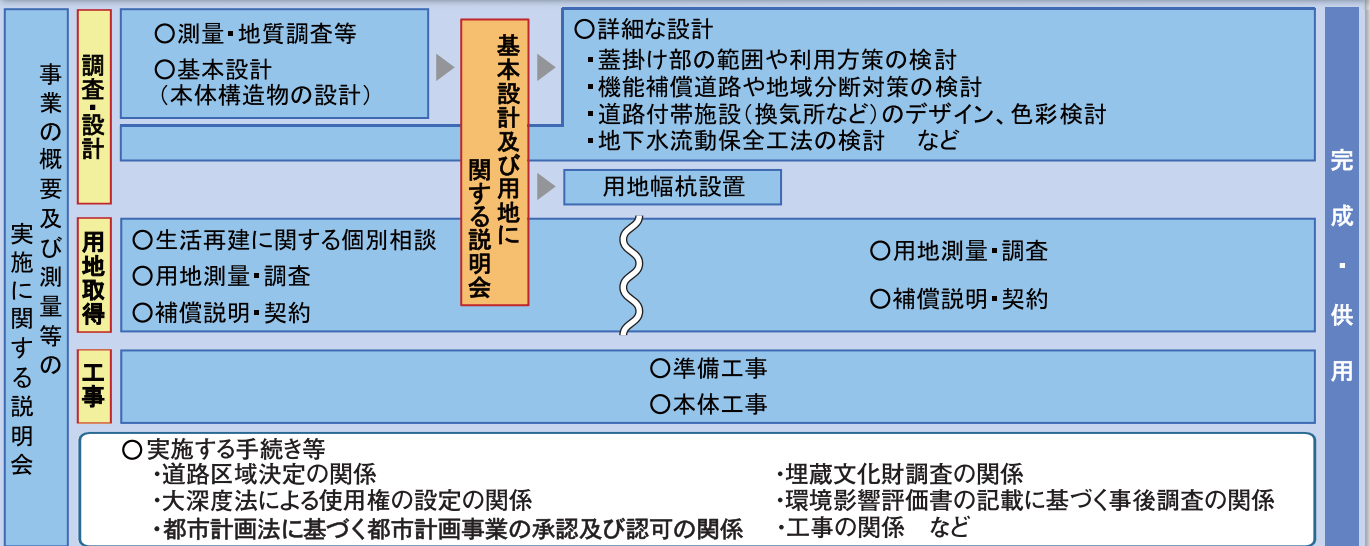 事業の概要及び測量等の
実施に関する説明会
調査・設計
○測量・地質調査等
○基本設計
（本体構造物の設計）
基本設計及び用地に
関する説明会
○詳細な設計
・蓋掛け部の範囲や利用方策の検討
・機能補償道路や地域分断対策の検討
・道路付帯施設（換気所など）のデザイン、色彩検討
・地下水流動保全工法の検討　など
用地幅杭設置
用地取得
○生活再建に関する個別相談
○用地測量・調査
○補償説明・契約
○用地測量・調査
○補償説明・契約
工事
○準備工事
○本体工事
○実施する手続き等
・道路区域決定の関係
・大深度法による使用権の設定の関係
・都市計画法に基づく都市計画事業の承認及び認可の関係
・埋蔵文化財調査の関係
・環境影響評価書の記載に基づく事後調査の関係
・工事の関係　など
完成・供用